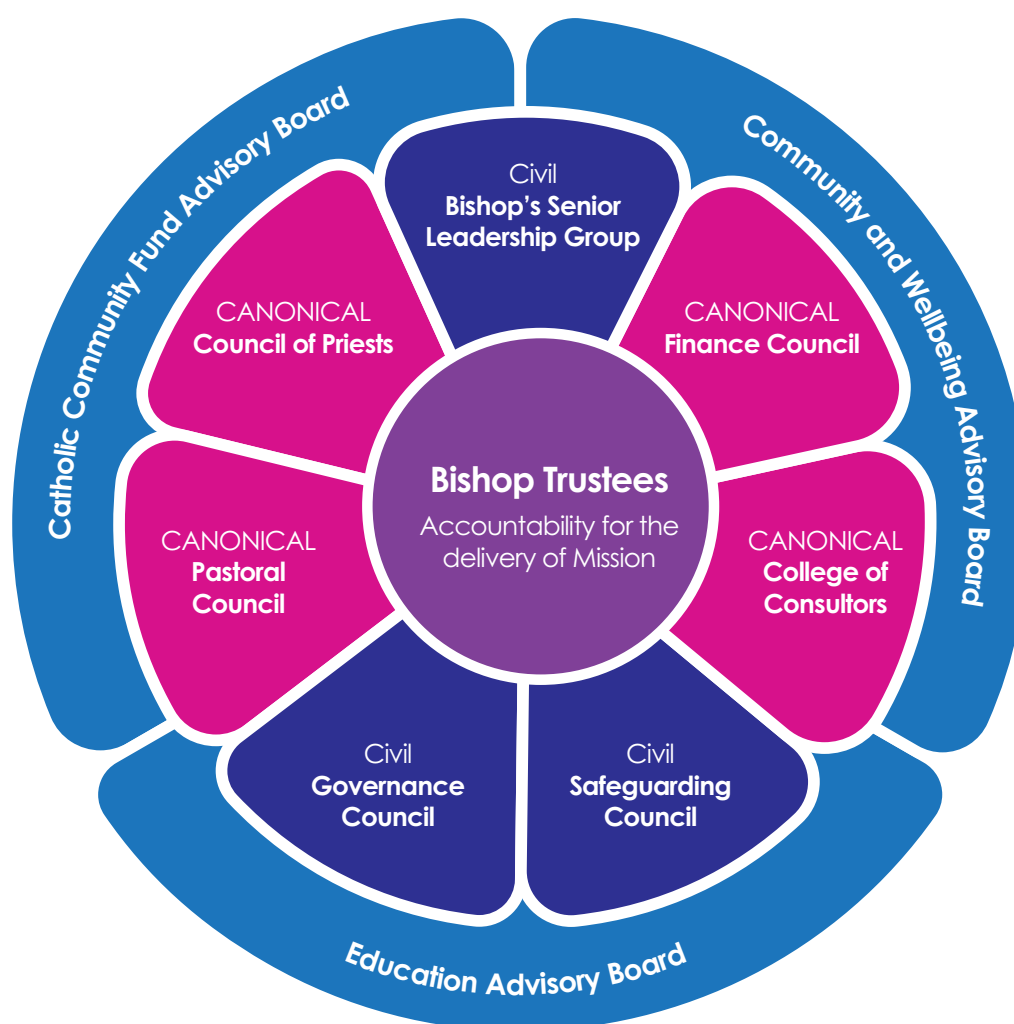 Catholic Community Fund Advisory Board
Community and Wellbeing Advisory Board
Civil
Bishop’s Senior
Leadership Group
CANONICAL
Council of Priests
CANONICAL
Finance Council
Bishop Trustees
Accountability for the
delivery of Mission
CANONICAL
Pastoral
Council
CANONICAL
College of
Consultors
Civil
Governance
Council
Civil
Safeguarding
Council
Education Advisory Board